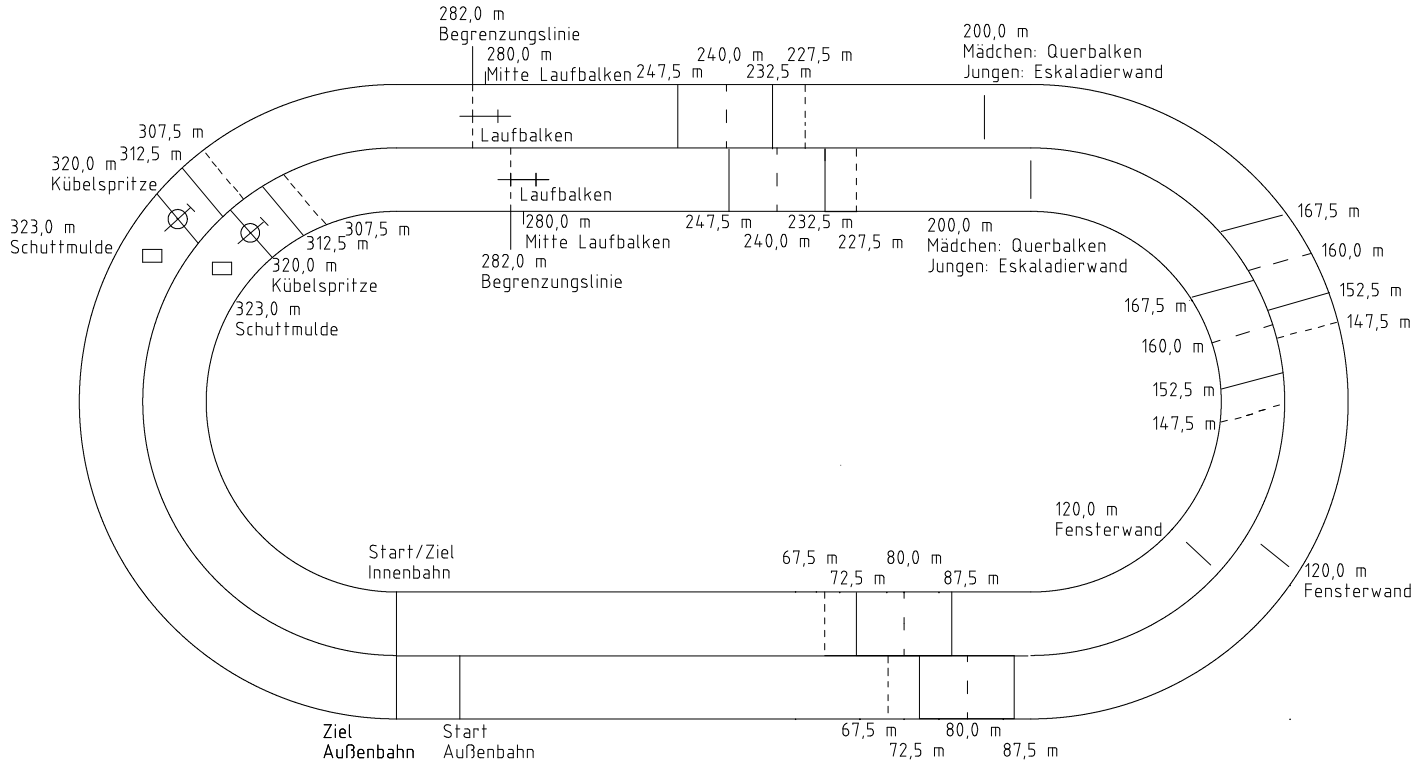 282,0 m
Begrenzungslinie
280,0 m
Mitte Laufbalken
247,5 m
240,0 m
232,5 m
227,5 m
200,0 m
Mädchen: Querbalken
Jungen: Eskaladierwand
307,5 m
312,5 m
320,0 m
Kübelspritze
323,0 m
Schuttmulde
Laufbalken
Laufbalken
280,0 m
Mitte Laufbalken
282,0 m
Begrenzungslinie
247,5 m
240,0 m
232,5 m
227,5 m
200,0 m
Mädchen: Querbalken
Jungen: Eskaladierwand
307,5 m
312,5 m
320,0 m
Kübelspritze
323,0 m
Schuttmulde
167,5 m
160,0 m
152,5 m
147,5 m
167,5 m
160,0 m
152,5 m
147,5 m
120,0 m
Fensterwand
120,0 m
Fensterwand
Start/Ziel
Innenbahn
67,5 m
72,5 m
80,0 m
87,5 m
Ziel
Außenbahn
Start
Außenbahn
67,5 m
72,5 m
80,0 m
87,5 m